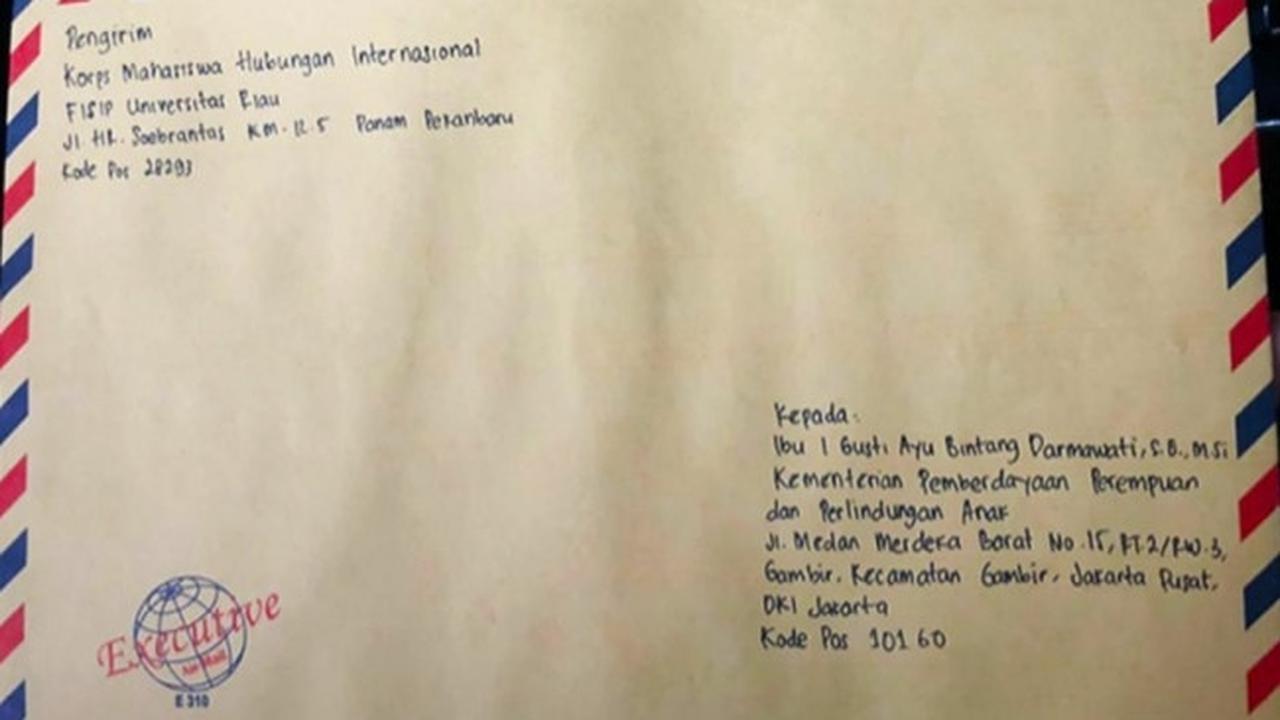 Pengirim
Korps Mahasiswa Hubungan Internasional
FISIP Universitas Riau
Jl HR. Soebrantas KM. 12.5 Panam Pekanbaru
Kode Pos 28293
Kepada:
Ibu I Gusti Ayu Bintang Darmawati, S.E., M.Si
Kementerian Pemberdayaan Perempuan
dan Perlindungan Anak
Jl. Medan Merdeka Barat No.15, RT.2/RW.3,
Gambir. Kecamatan Gambir, Jakarta Pusat,
DKI Jakarta
Kode Pos 10160
Executive
Air Mail
E 310